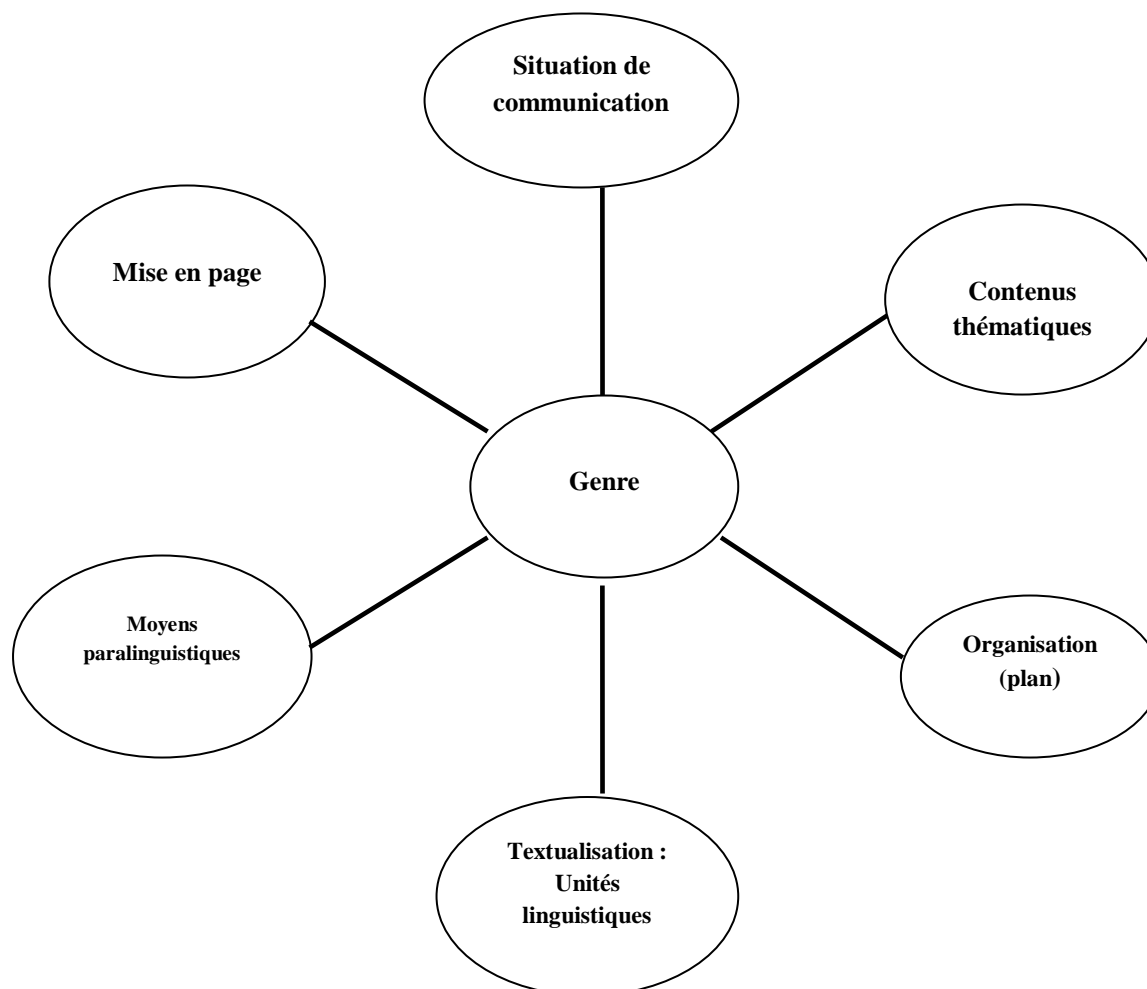 Situation de
communication
Mise en page
Contenus
thématiques
Genre
Moyens
paralinguistiques
Organisation
(plan)
Textualisation :
Unités
linguistiques